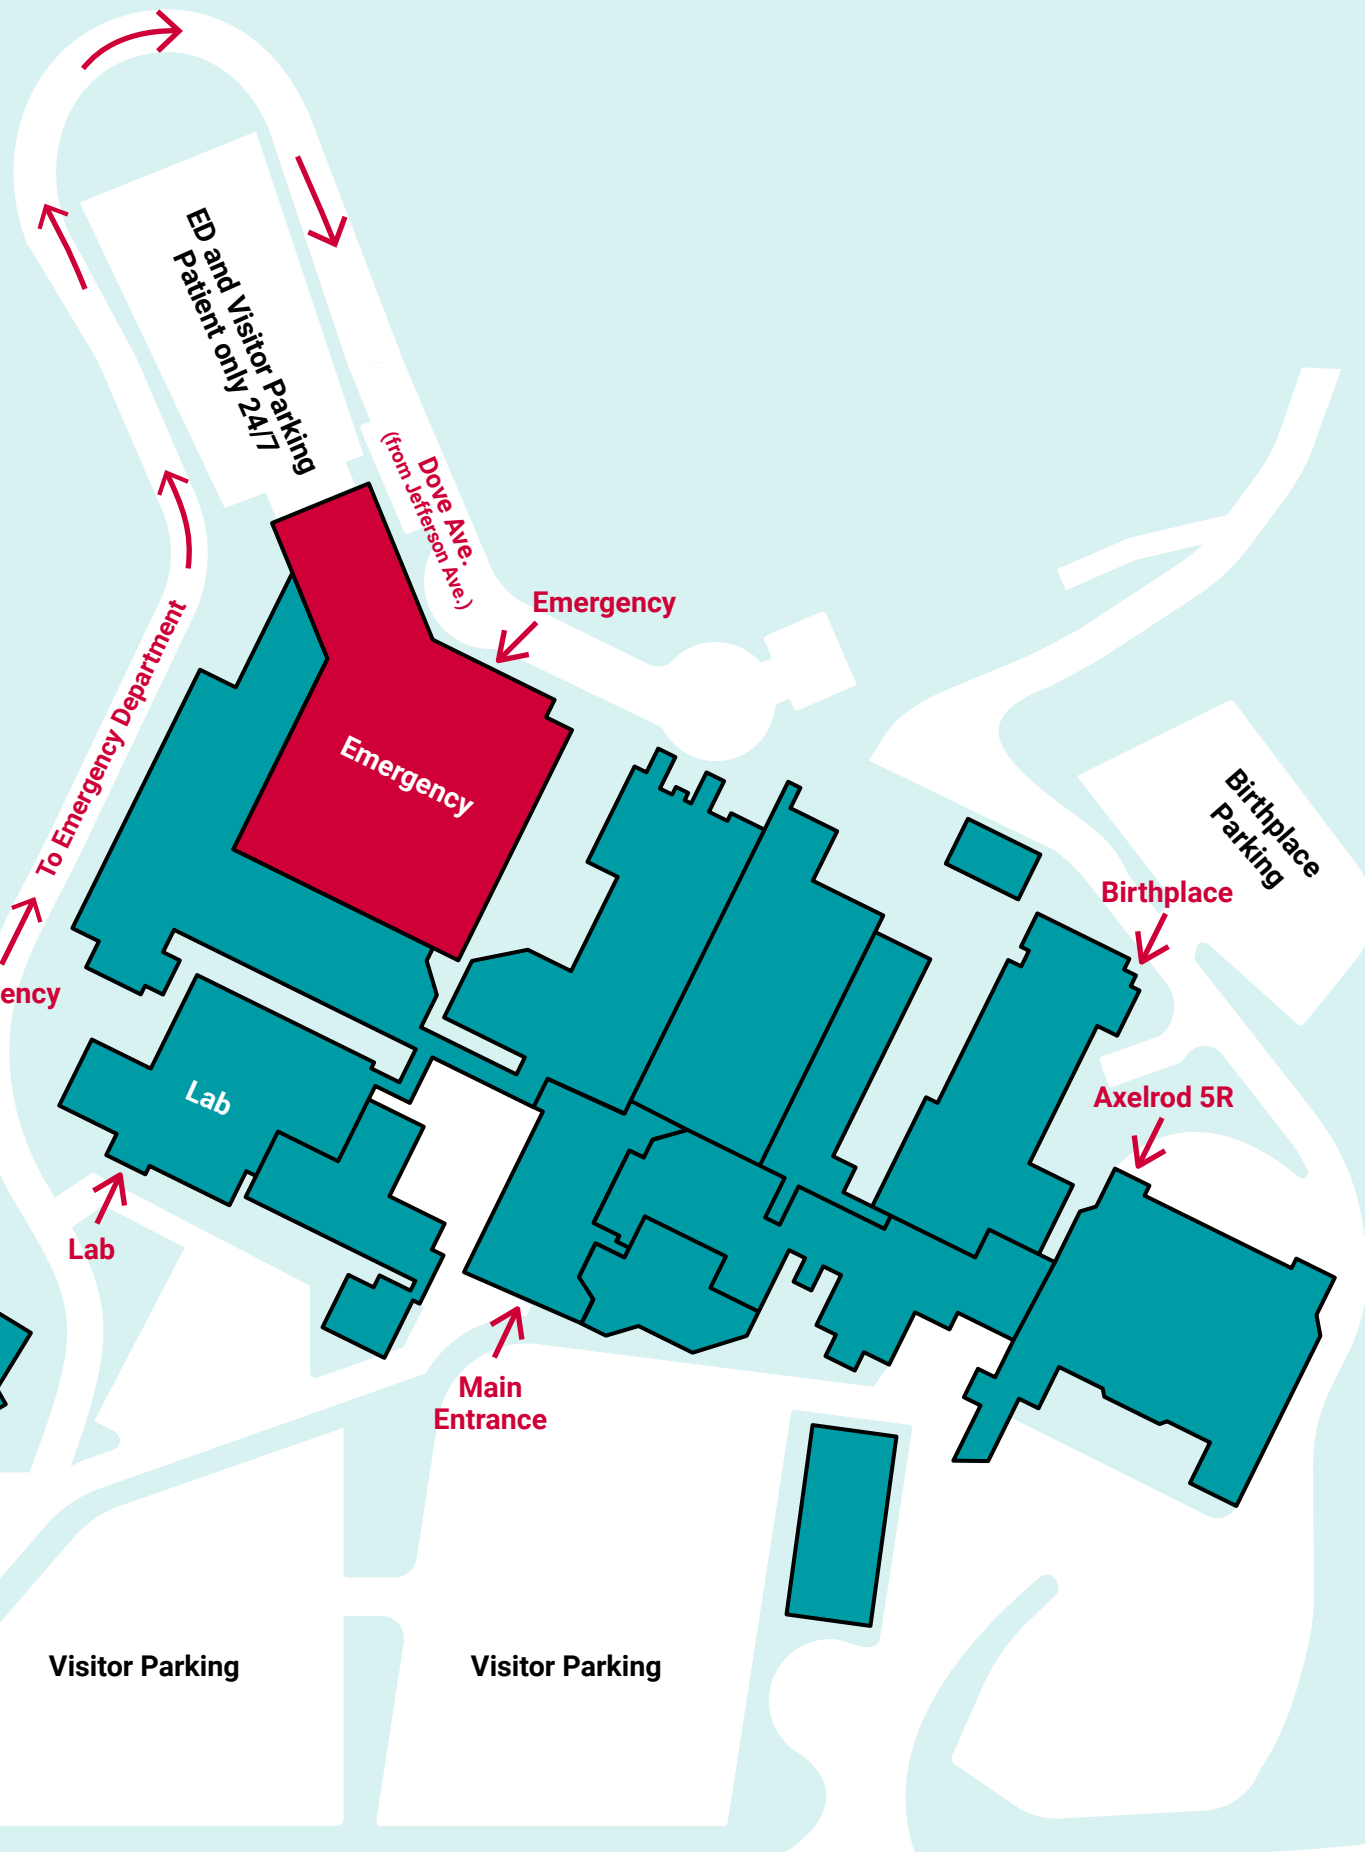 ED and Visitor Parking
Patient only 24/7
Dove Ave.
(from Jefferson Ave.)
Emergency
To Emergency Department
Emergency
Birthplace
Parking
Birthplace
ency
Lab
Axelrod 5R
Lab
Main
Entrance
Visitor Parking
Visitor Parking